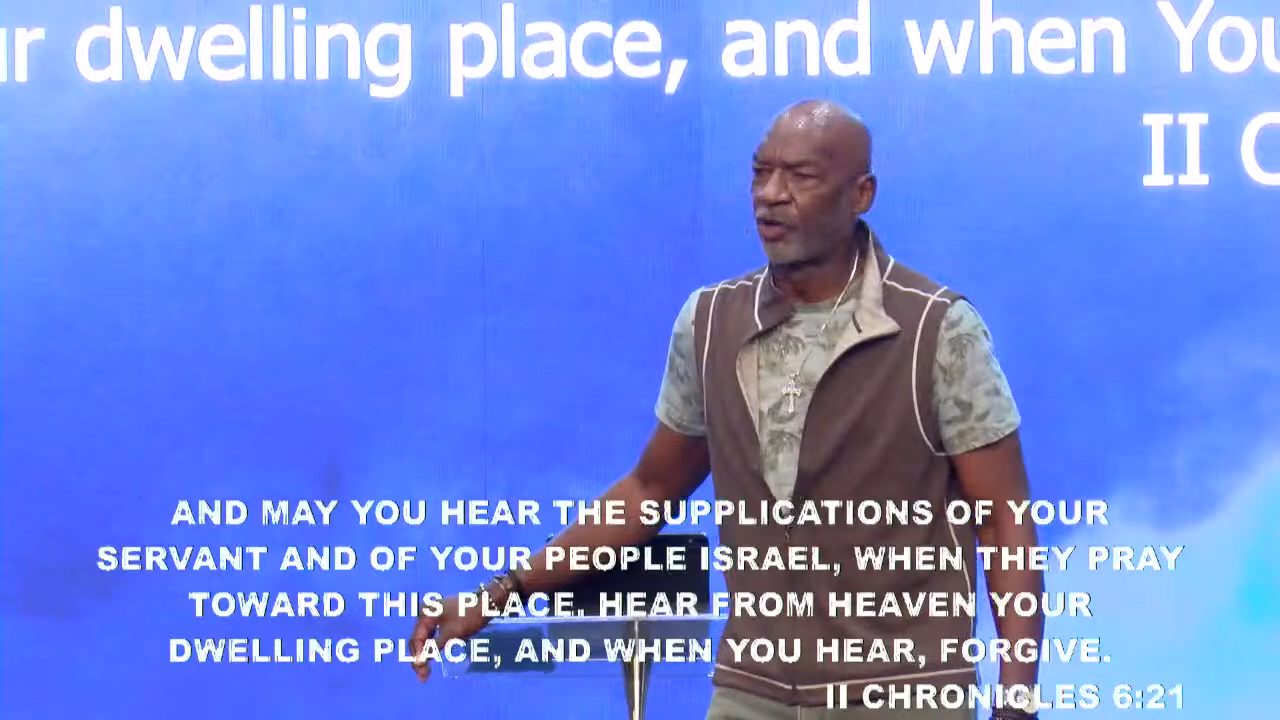 dwelling place, and when You
II
AND MAY YOU HEAR THE SUPPLICATIONS OF YOUR
SERVANT AND OF YOUR PEOPLE ISRAEL, WHEN THEY PRAY
TOWARD THIS PLACE. HEAR FROM HEAVEN YOUR
DWELLING PLACE, AND WHEN YOU HEAR, FORGIVE.
II CHRONICLES 6:21